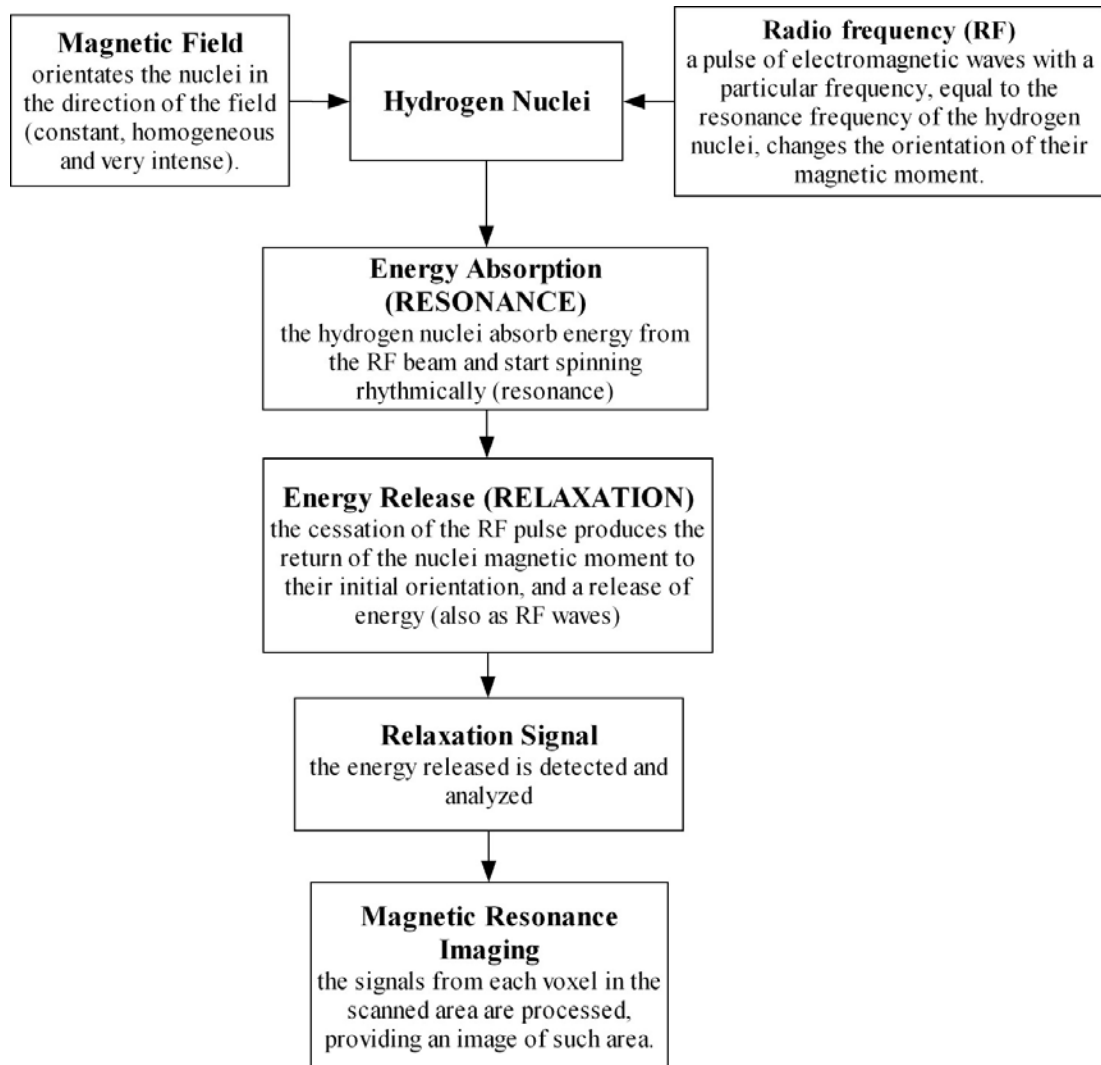 Magnetic Field
orientates the nuclei in
the direction of the field
(constant, homogeneous
and very intense).
Hydrogen Nuclei
Radio frequency (RF)
a pulse of electromagnetic waves with a
particular frequency, equal to the
resonance frequency of the hydrogen
nuclei, changes the orientation of their
magnetic moment.
Energy Absorption
(RESONANCE)
the hydrogen nuclei absorb energy from
the RF beam and start spinning
rhythmically (resonance)
Energy Release (RELAXATION)
the cessation of the RF pulse produces the
return of the nuclei magnetic moment to
their initial orientation, and a release of
energy (also as RF waves)
Relaxation Signal
the energy released is detected and
analyzed
Magnetic Resonance
Imaging
the signals from each voxel in the
scanned area are processed,
providing an image of such area.